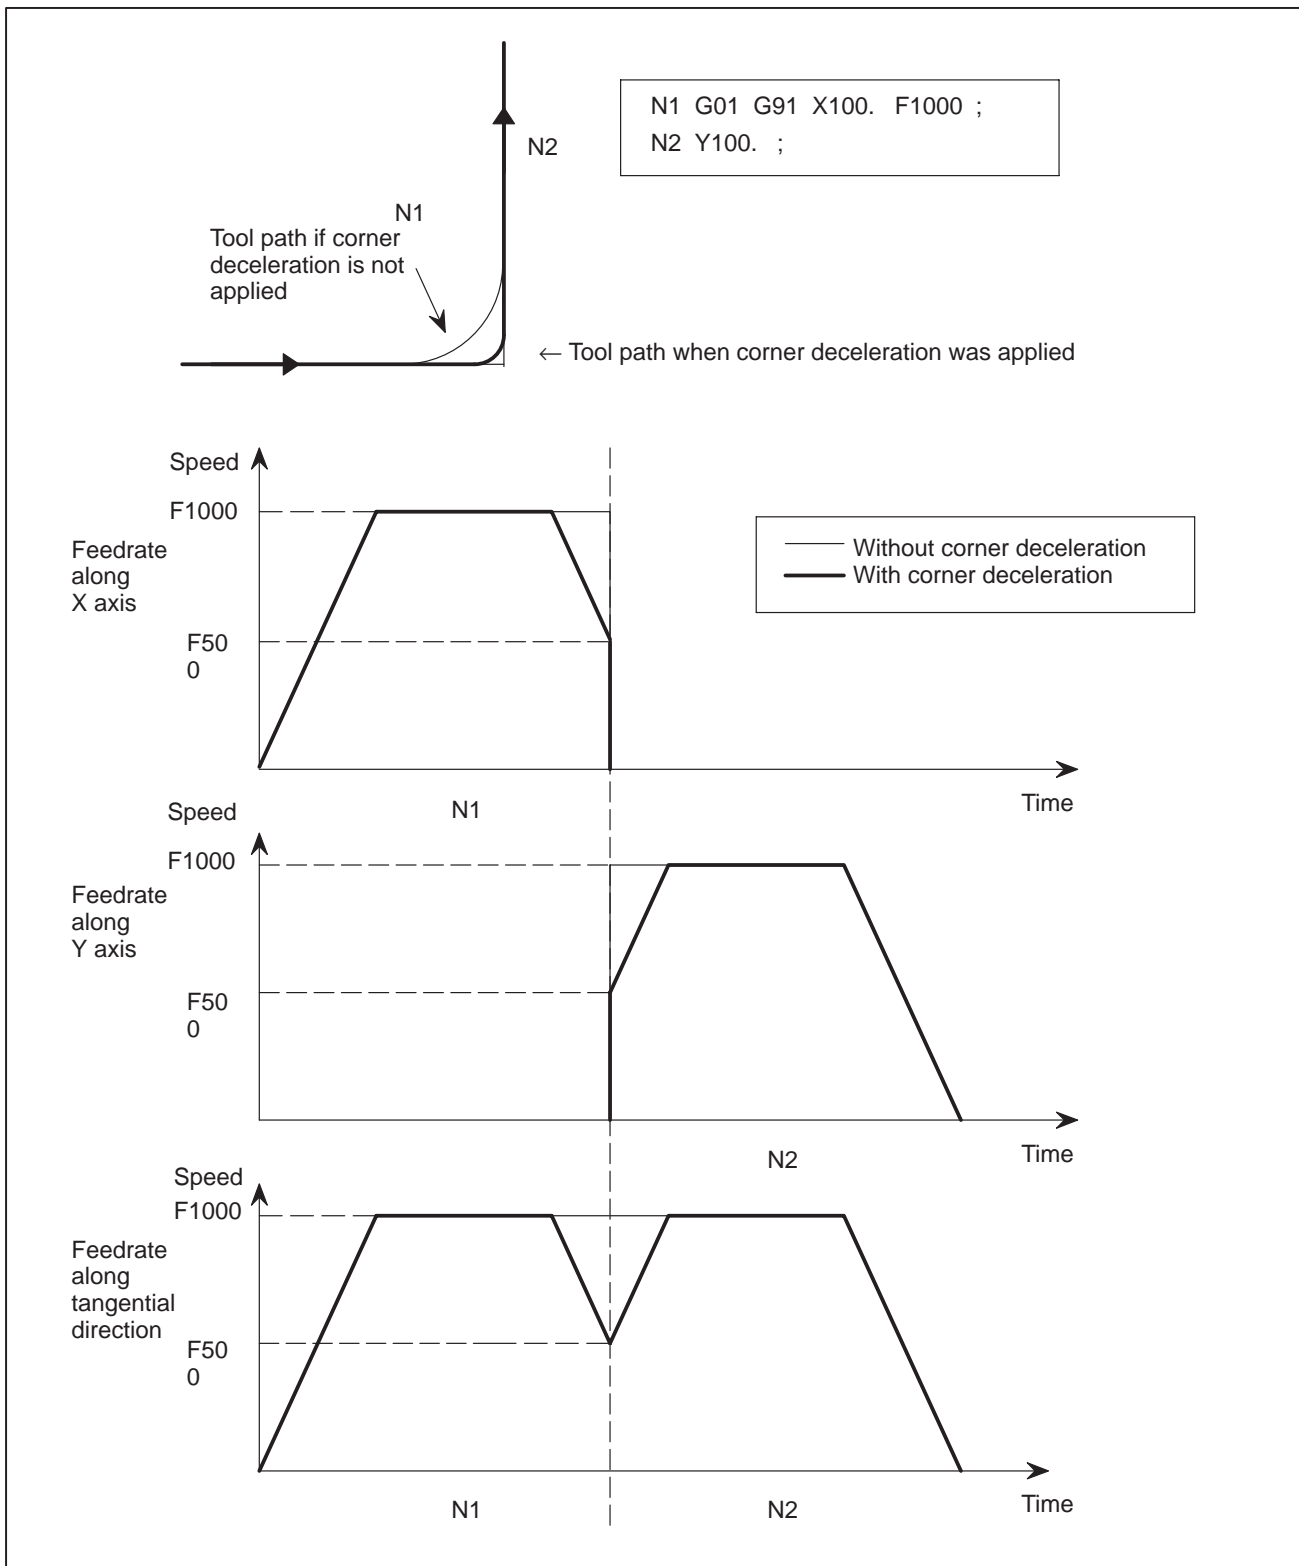 N1 G01 G91 X100. F1000 ;
N2 Y100. ;
N2
N1
Tool path if corner
deceleration is not
applied
← Tool path when corner deceleration was applied
Speed
F1000
Feedrate
along
X axis
F50
0
Without corner deceleration
With corner deceleration
N1
Time
Speed
F1000
Feedrate
along
Y axis
F50
0
N2
Time
Speed
F1000
Feedrate
along
tangential
direction
F50
0
N1
N2
Time